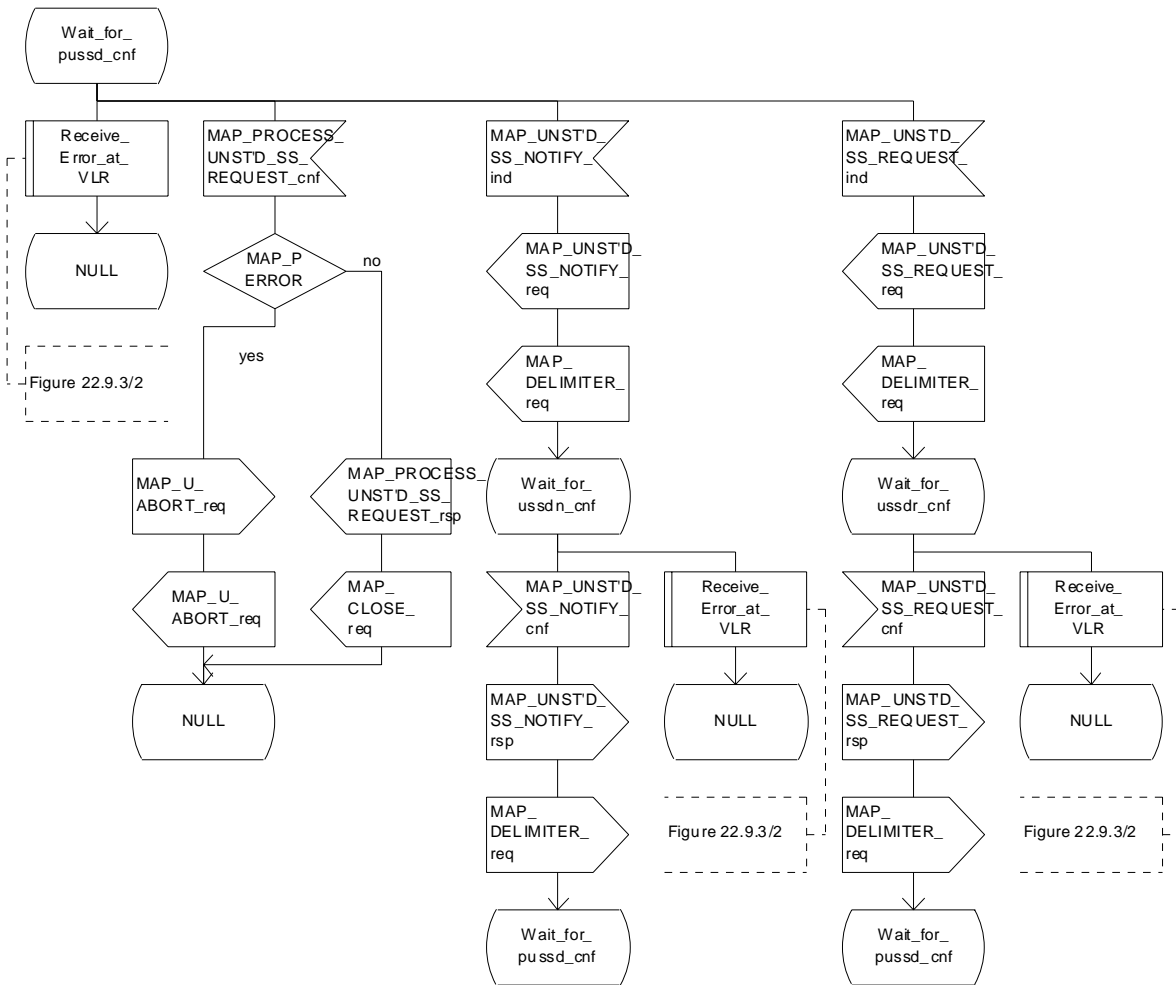 Wait_for_
pussd_cnf
Receive_
Error_at_
VLR
MAP_PROCESS_
UNST'D_SS_
REQUEST_cnf
MAP_UNST'D_
SS_NOTIFY_
ind
MAP_UNST'D_
SS_REQUEST_
ind
NULL
MAP_P
ERROR
no
yes
MAP_UNST'D_
SS_NOTIFY_
req
MAP_UNST'D_
SS_REQUEST_
req
Figure 22.9.3/2
MAP_
DELIMITER_
req
MAP_
DELIMITER_
req
MAP_U_
ABORT_req
MAP_PROCESS_
UNST'D_SS_
REQUEST_rsp
Wait_for_
ussdn_cnf
Wait_for_
ussdr_cnf
MAP_U_
ABORT_req
MAP_
CLOSE_
req
MAP_UNST'D_
SS_NOTIFY_
cnf
Receive_
Error_at_
VLR
MAP_UNST'D_
SS_REQUEST_
cnf
Receive_
Error_at_
VLR
NULL
MAP_UNST'D_
SS_NOTIFY_
rsp
NULL
MAP_UNST'D_
SS_REQUEST_
rsp
NULL
MAP_
DELIMITER_
req
Figure 22.9.3/2
MAP_
DELIMITER_
req
Figure 22.9.3/2
Wait_for_
pussd_cnf
Wait_for_
pussd_cnf